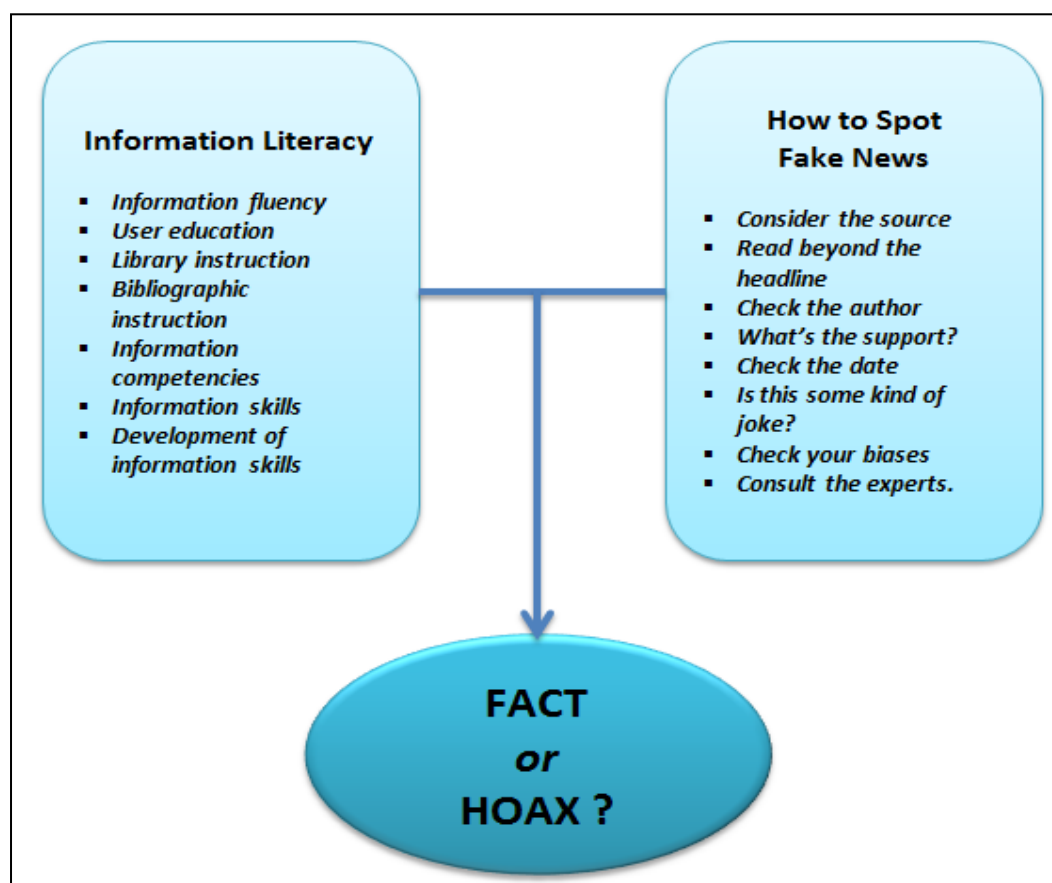 Information Literacy
▪ Information fluency
▪ User education
▪ Library instruction
▪ Bibliographic
instruction
▪ Information
competencies
▪ Information skills
▪ Development of
information skills
How to Spot
Fake News
▪ Consider the source
▪ Read beyond the
headline
▪ Check the author
▪ What's the support?
▪ Check the date
▪ Is this some kind of
joke?
▪ Check your biases
▪ Consult the experts.
FACT
or
HOAX ?